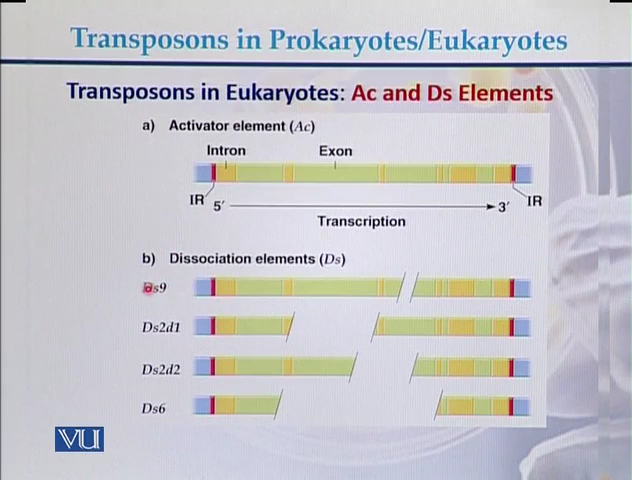 Transposons in Prokaryotes/Eukaryotes
Transposons in Eukaryotes: Ac and Ds Elements
a) Activator element (Ac)
Intron Exon
IR 5′ 3′ IR
Transcription
b) Dissociation elements (Ds)
Ds9
Ds2d1
Ds2d2
Ds6
VU